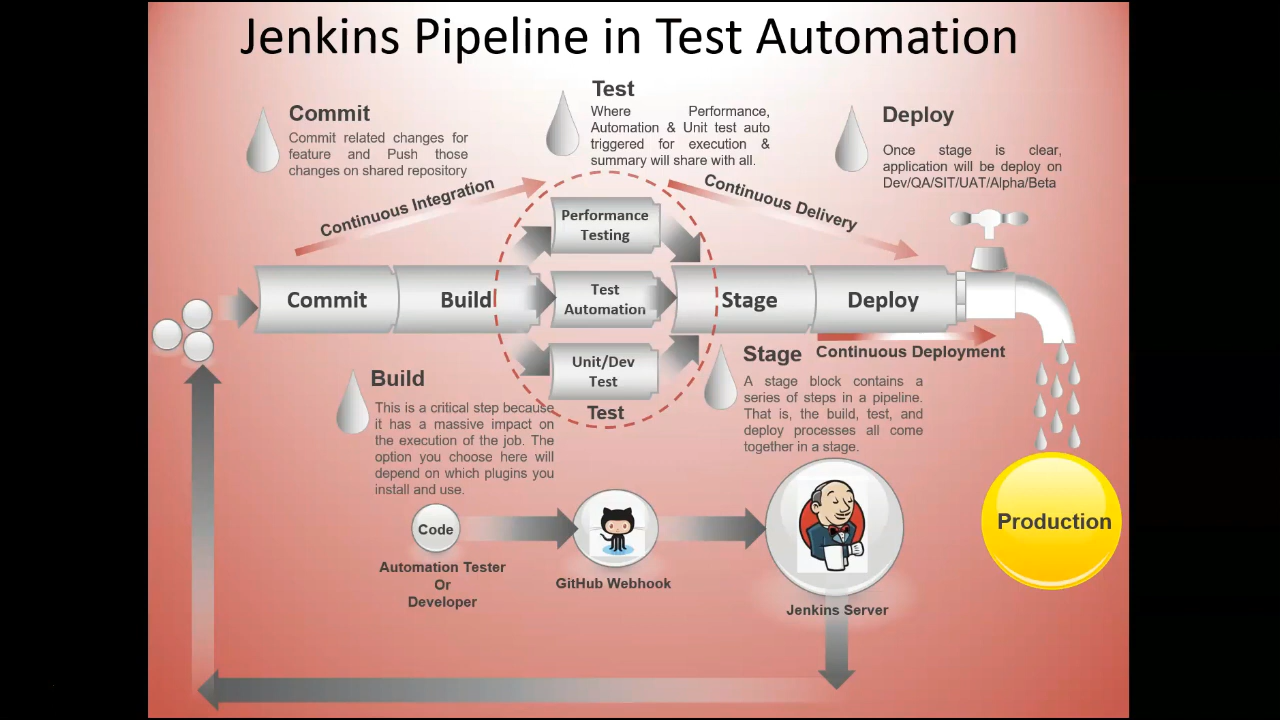 Jenkins Pipeline in Test Automation
Commit
Commit related changes for
feature and Push those
changes on shared repository
Test
Where Performance,
Automation & Unit test auto
triggered for execution &
summary will share with all.
Deploy
Once stage is clear,
application will be deploy on
Dev/QA/SIT/UAT/Alpha/Beta
Continuous Integration
Continuous Delivery
Performance
Testing
Commit
Build
Test
Automation
Stage
Deploy
Unit/Dev
Test
Test
Continuous Deployment
Build
This is a critical step because
it has a massive impact on
the execution of the job. The
option you choose here will
depend on which plugins you
install and use.
Stage
A stage block contains a
series of steps in a pipeline.
That is, the build, test, and
deploy processes all come
together in a stage.
Code
Automation Tester
Or
Developer
GitHub Webhook
Jenkins Server
Production